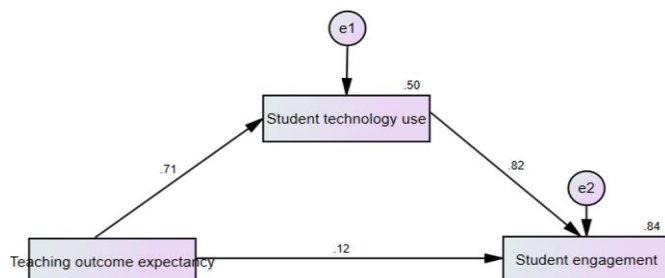 e1
.50
Student technology use
.71
.82
e2
.84
.12
Teaching outcome expectancy
Student engagement